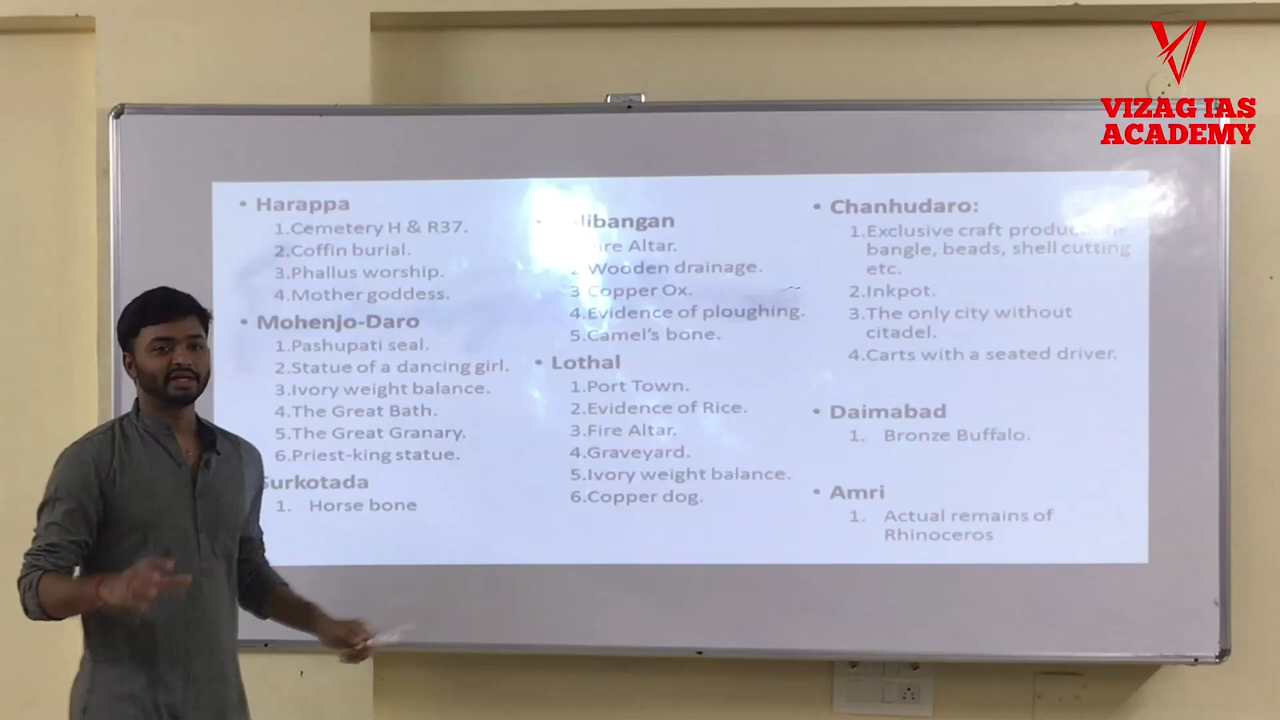 VIZAG IAS
ACADEMY
• Harappa
1.Cemetery H & R37.
2.Coffin burial.
3.Phallus worship.
4.Mother goddess.
• Mohenjo-Daro
1.Pashupati seal.
2.Statue of a dancing girl.
3.Ivory weight balance.
4.The Great Bath.
5.The Great Granary.
6.Priest-king statue.
Surkotada
1. Horse bone
Altar.
2 Wooden drainage.
3 Copper Ox.
4.Evidence of ploughing.
5.Camel's bone.
• Lothal
1.Port Town.
2.Evidence of Rice.
3.Fire Altar.
4.Graveyard.
5.Ivory weight balance.
6.Copper dog.
• Chanhudaro:
1.Exclusive craft
bangle, beads, shell cutting
etc.
2.Inkpot.
3.The only city without
citadel.
4.Carts with a seated driver.
• Daimabad
1. Bronze Buffalo.
• Amri
1. Actual remains of
Rhinoceros